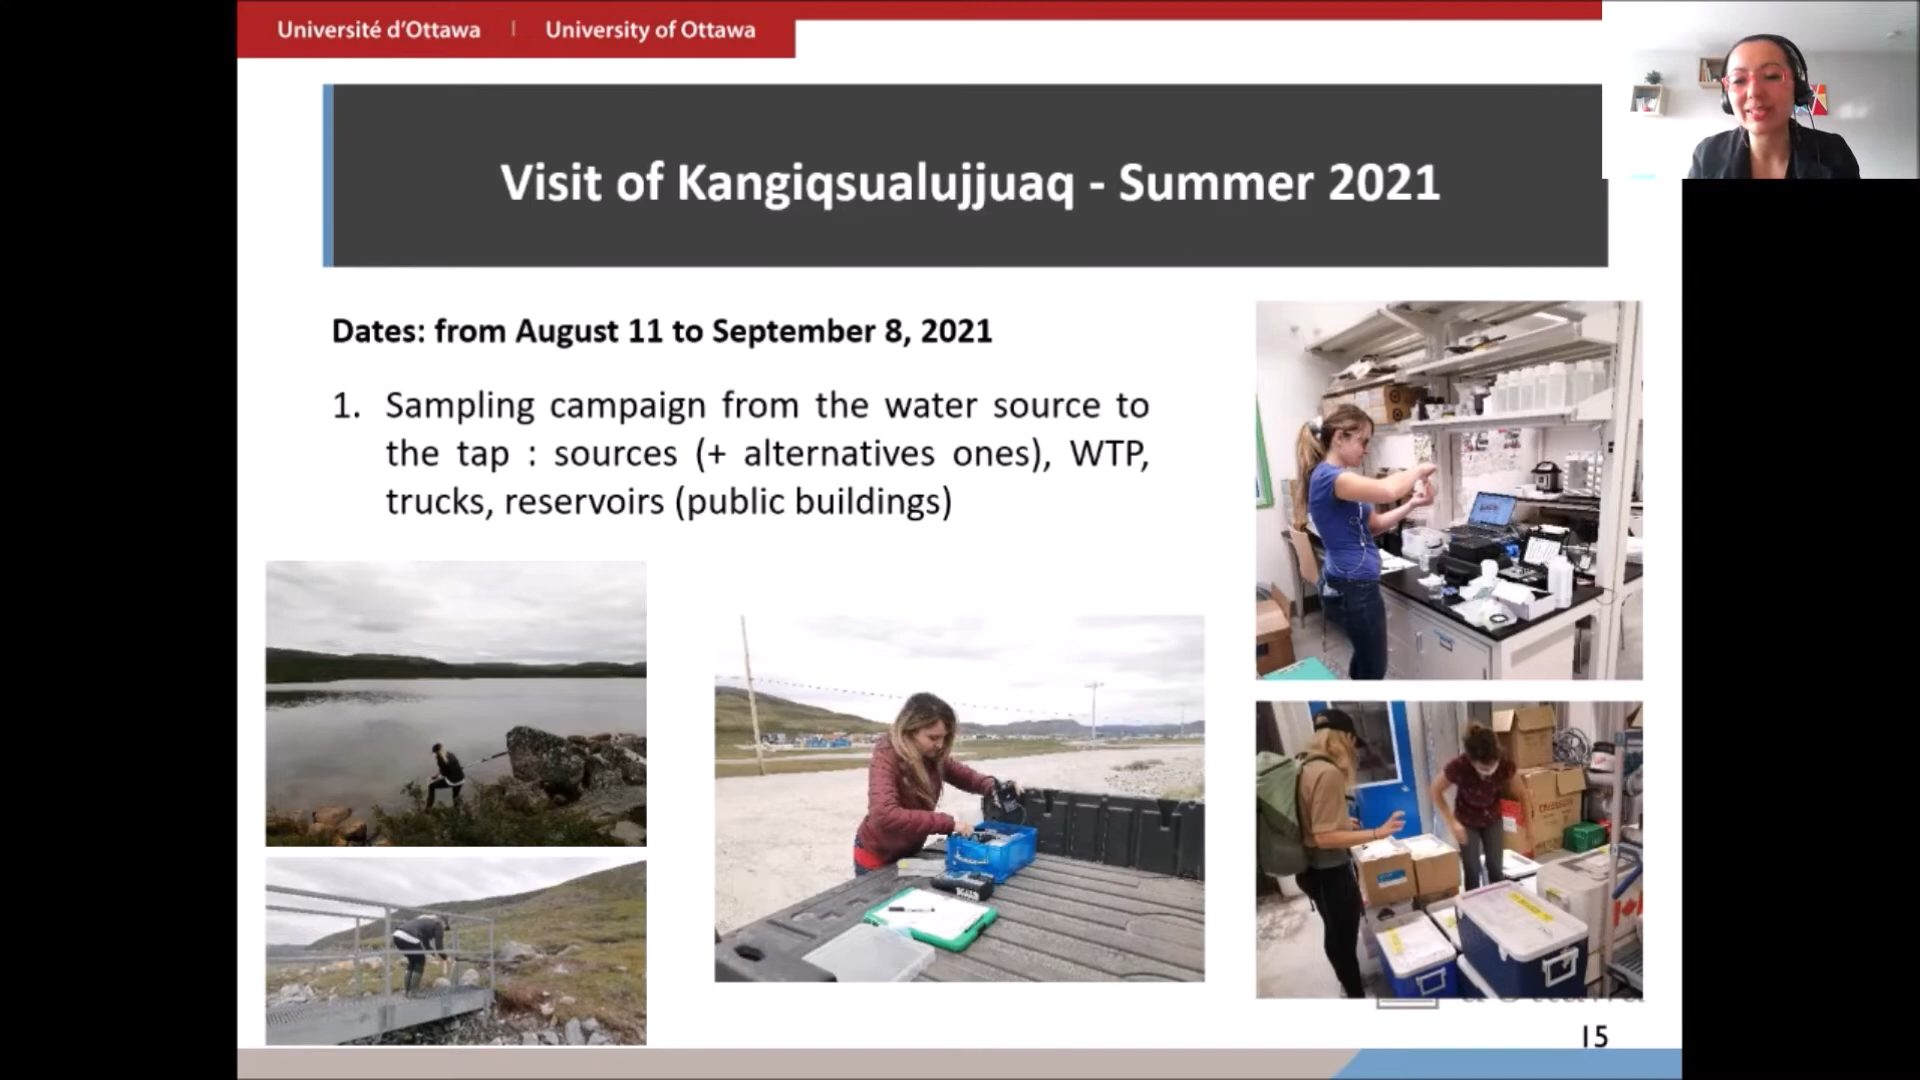 Université d'Ottawa | University of Ottawa
Visit of Kangiqsualujjuaq - Summer 2021
Dates: from August 11 to September 8, 2021
1. Sampling campaign from the water source to
the tap : sources (+ alternatives ones), WTP,
trucks, reservoirs (public buildings)
15